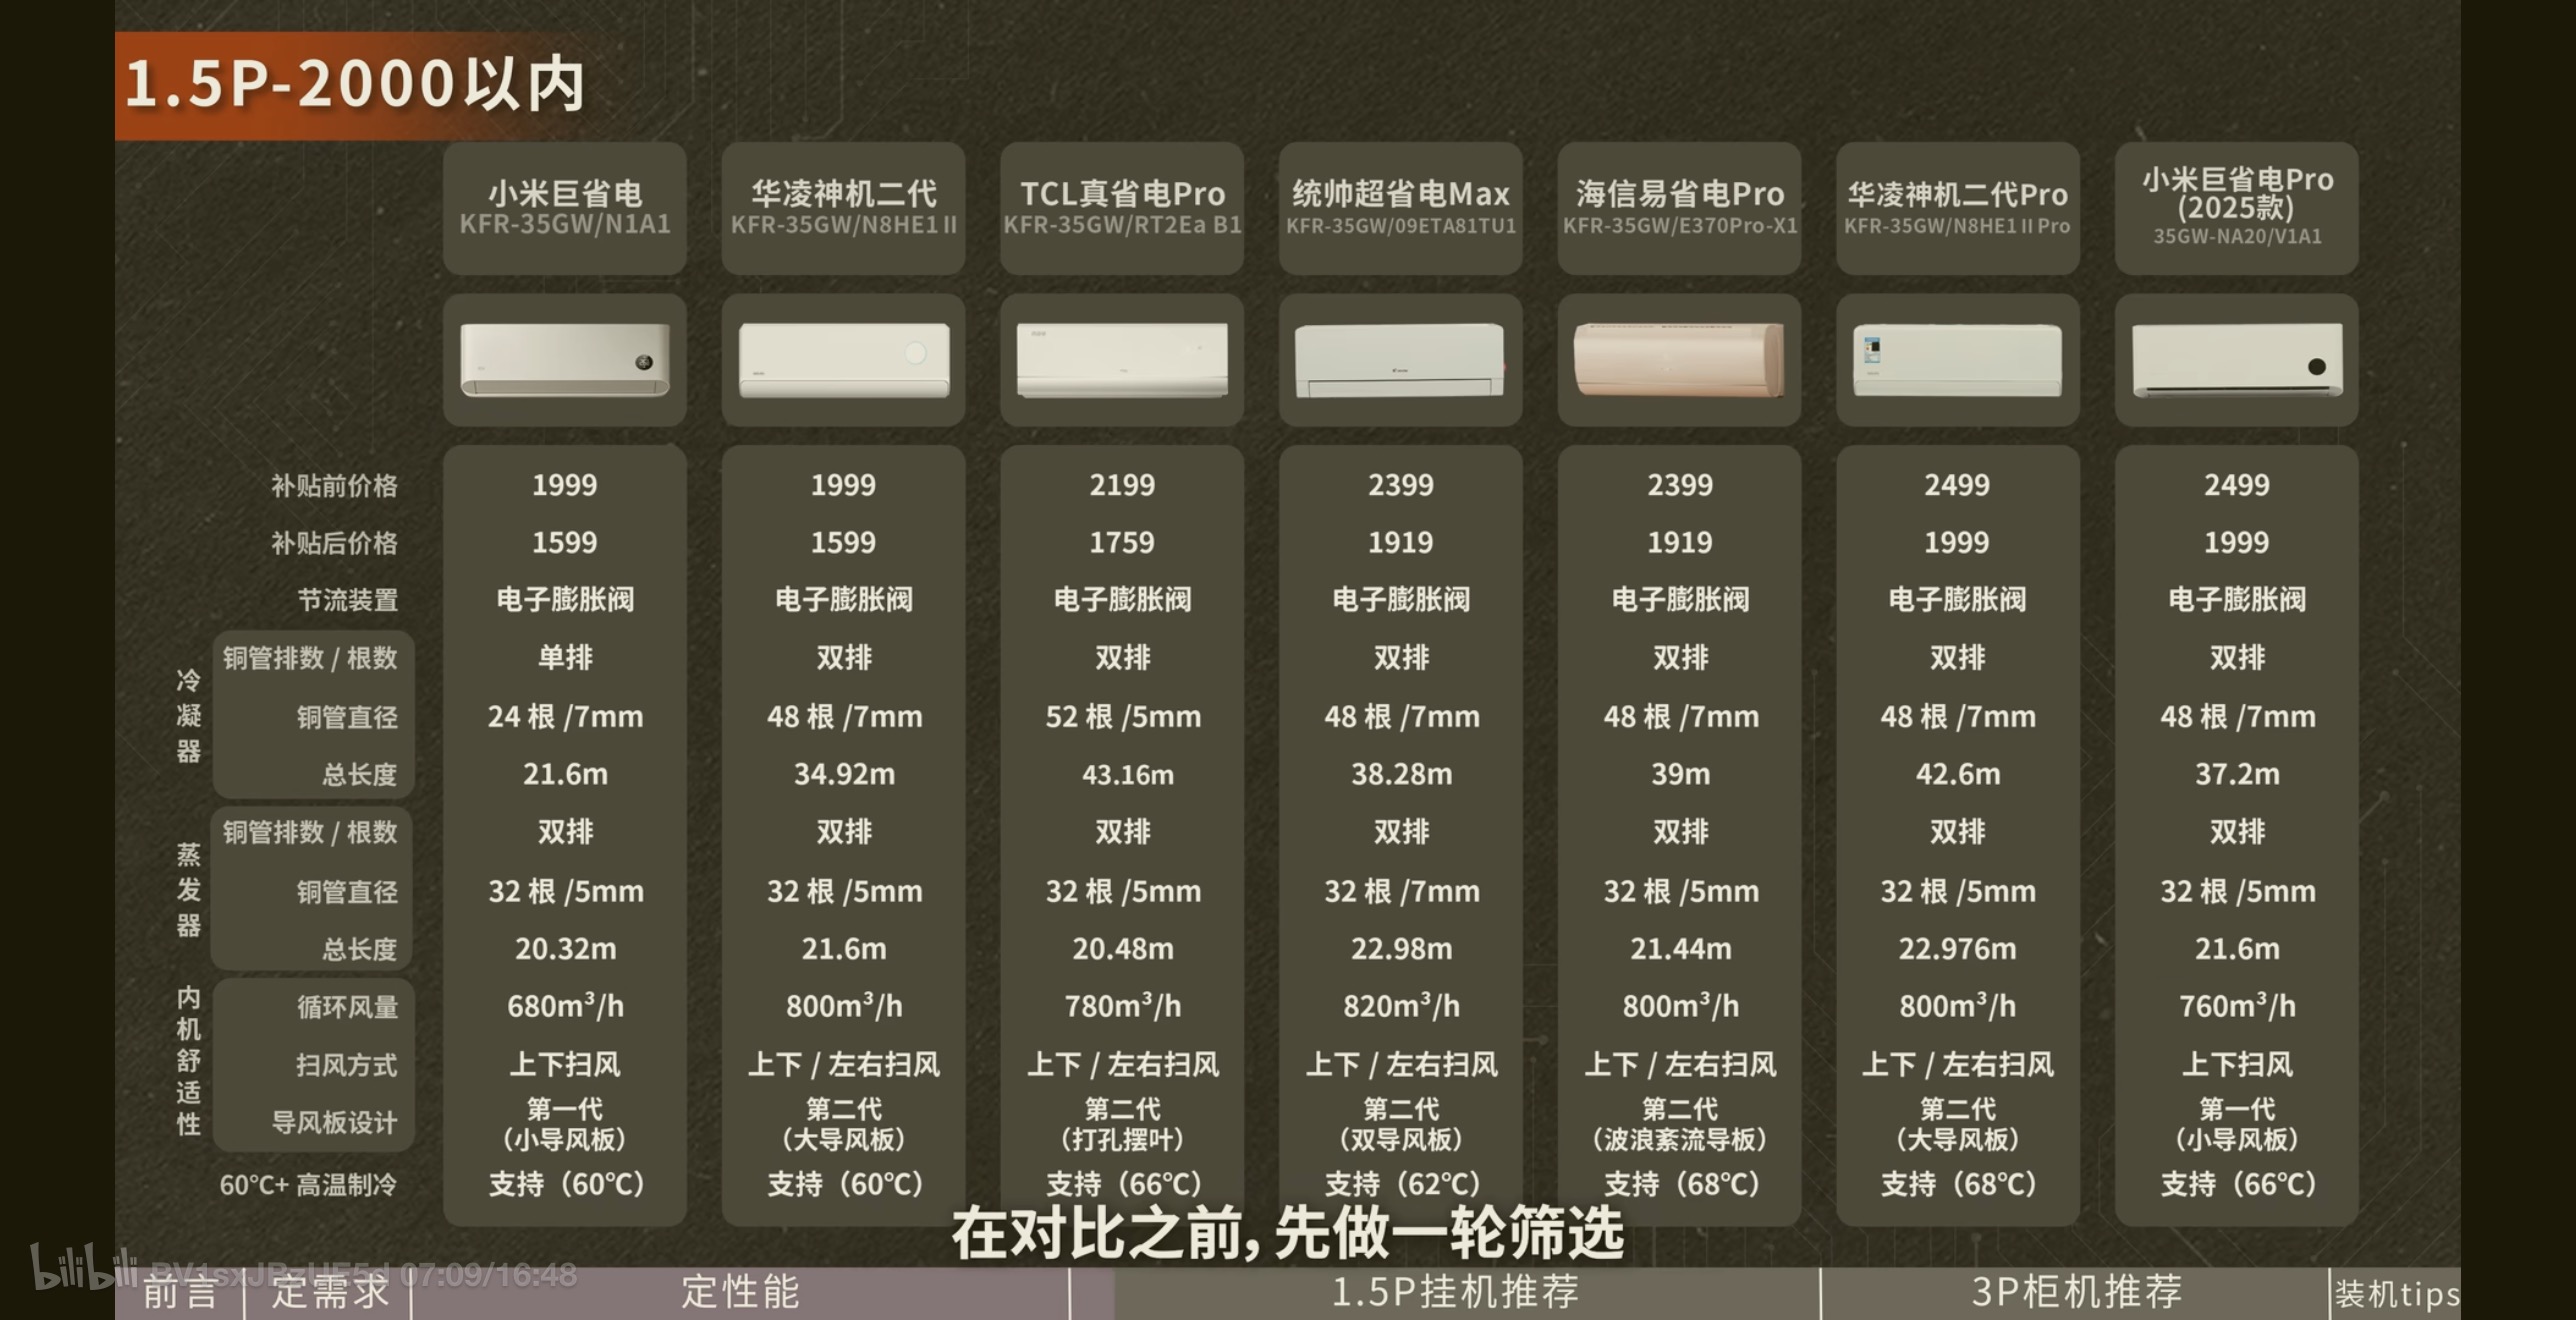 1.5P-2000以内
小米巨省电
KFR-35GW/N1A1
华凌神机二代
KFR-35GW/N8HE1Ⅱ
TCL真省电Pro
KFR-35GW/RT2Ea B1
统帅超省电Max
KFR-35GW/09ETA81TU1
海信易省电Pro
KFR-35GW/E370Pro-X1
华凌神机二代Pro
KFR-35GW/N8HE1ⅡPro
小米巨省电Pro
(2025款)
35GW-NA20/V1A1
补贴前价格 1999 1999 2199 2399 2399 2499 2499
补贴后价格 1599 1599 1759 1919 1919 1999 1999
节流装置 电子膨胀阀 电子膨胀阀 电子膨胀阀 电子膨胀阀 电子膨胀阀 电子膨胀阀 电子膨胀阀
冷凝器
铜管排数 / 根数 单排 双排 双排 双排 双排 双排 双排
铜管直径 24 根 /7mm 48 根 /7mm 52 根 /5mm 48 根 /7mm 48 根 /7mm 48 根 /7mm 48 根 /7mm
总长度 21.6m 34.92m 43.16m 38.28m 39m 42.6m 37.2m
蒸发器
铜管排数 / 根数 双排 双排 双排 双排 双排 双排 双排
铜管直径 32 根 /5mm 32 根 /5mm 32 根 /5mm 32 根 /7mm 32 根 /5mm 32 根 /5mm 32 根 /5mm
总长度 20.32m 21.6m 20.48m 22.98m 21.44m 22.976m 21.6m
内机舒适性
循环风量 680m³/h 800m³/h 780m³/h 820m³/h 800m³/h 800m³/h 760m³/h
扫风方式 上下扫风 上下 / 左右扫风 上下 / 左右扫风 上下 / 左右扫风 上下 / 左右扫风 上下 / 左右扫风 上下扫风
导风板设计 第一代（小导风板） 第二代（大导风板） 第二代（打孔摆叶） 第二代（双导风板） 第二代（波浪紊流导板） 第二代（大导风板） 第一代（小导风板）
60℃+ 高温制冷 支持（60℃） 支持（60℃） 支持（66℃） 支持（62℃） 支持（68℃） 支持（68℃） 支持（66℃）
在对比之前，先做一轮筛选
bilibili 07:09/16:48
前言 定需求 定性能 1.5P挂机推荐 3P柜机推荐 装机tips